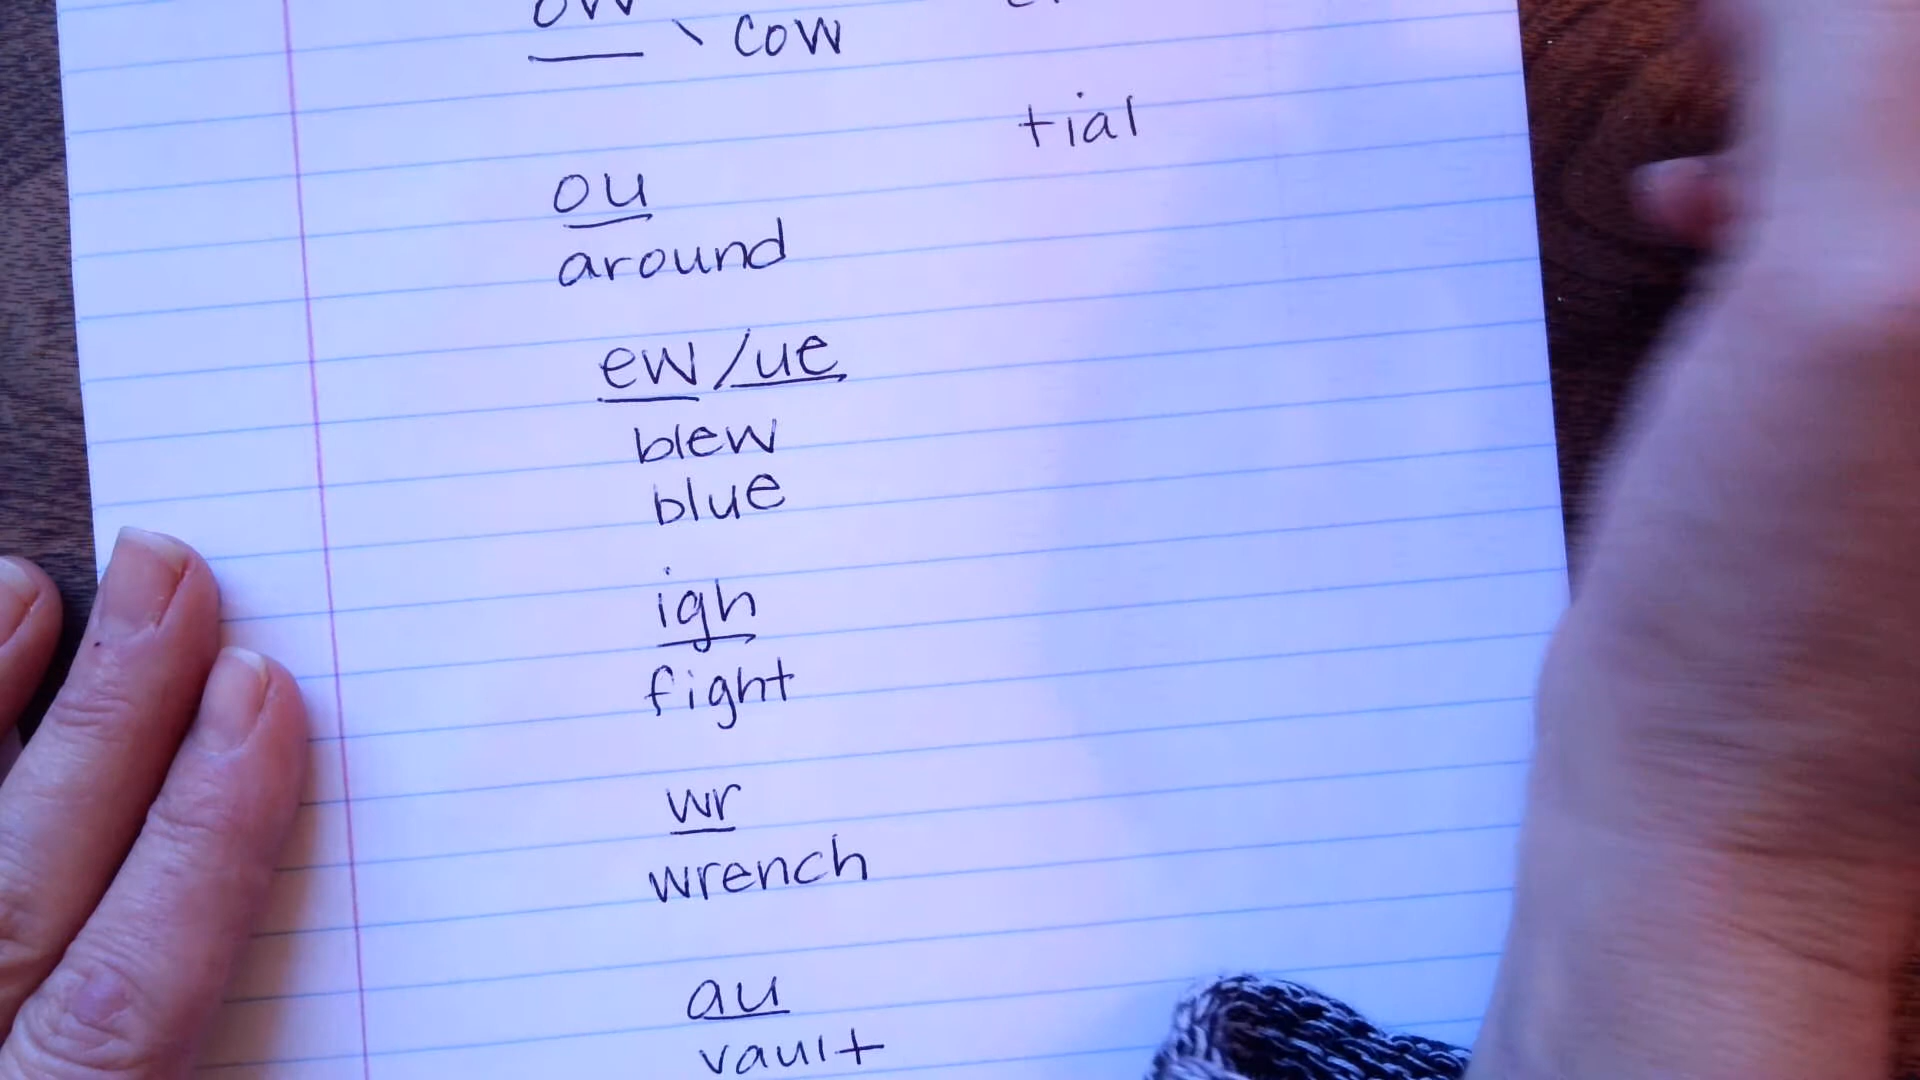 ow \ cow
tial
ou
around
ew/ue
blew
blue
igh
fight
wr
wrench
au
vault